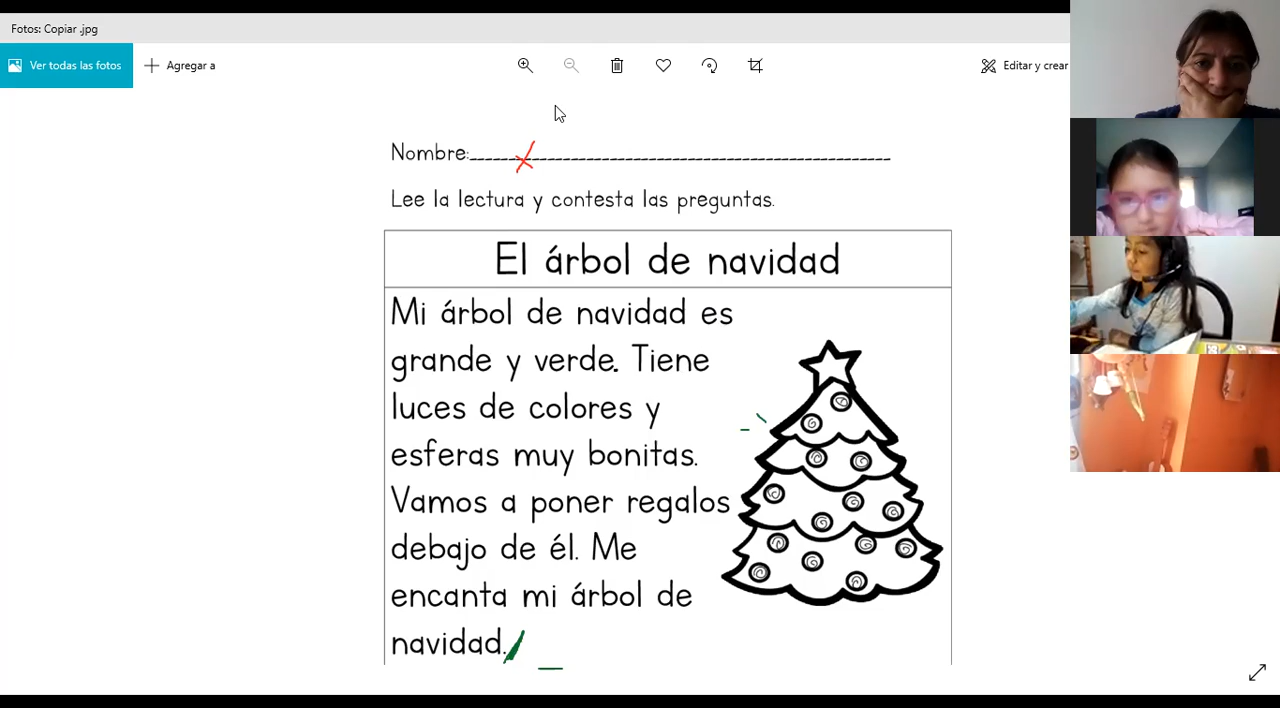 Fotos: Copiar .jpg
Ver todas las fotos
Agregar a
Editar y crear
Nombre:
Lee la lectura y contesta las preguntas.
El árbol de navidad
Mi árbol de navidad es
grande y verde. Tiene
luces de colores y
esferas muy bonitas.
Vamos a poner regalos
debajo de él. Me
encanta mi árbol de
navidad.